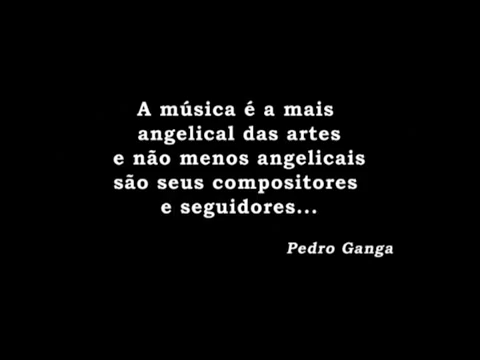 A música é a mais
angelical das artes
e não menos angelicais
são seus compositores
e seguidores...
Pedro Ganga